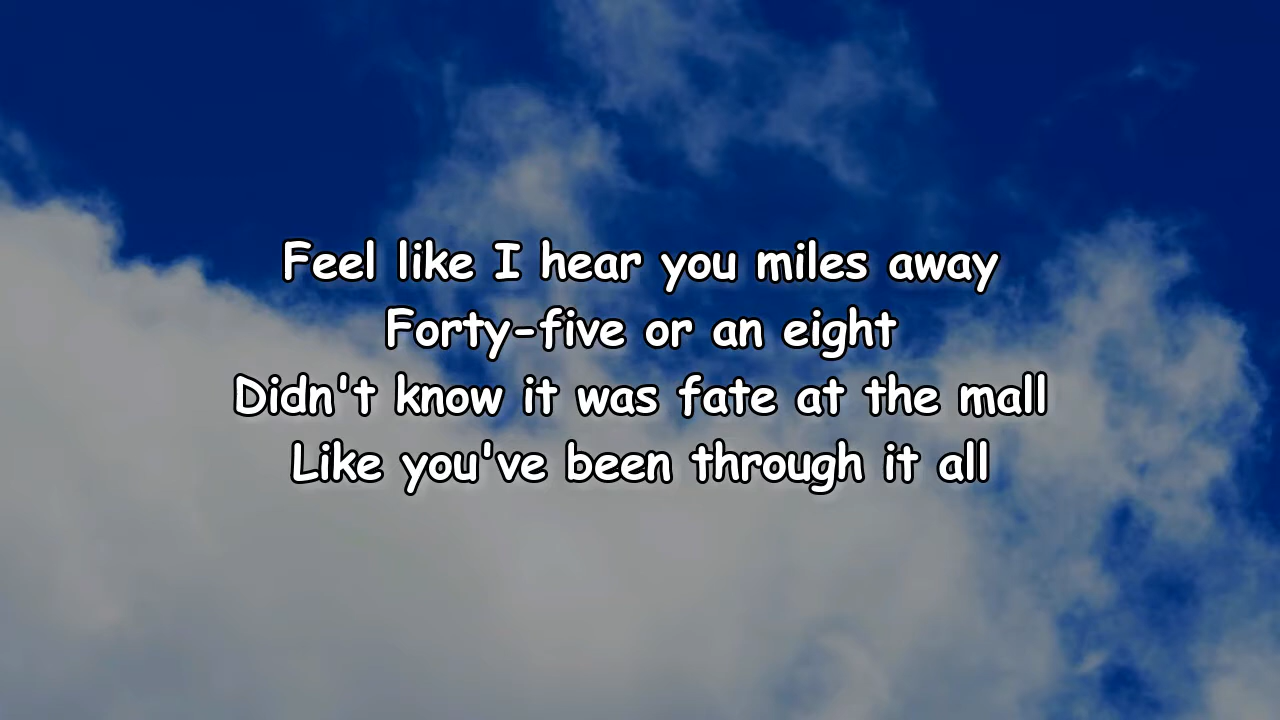 Feel like I hear you miles away
Forty-five or an eight
Didn't know it was fate at the mall
Like you've been through it all